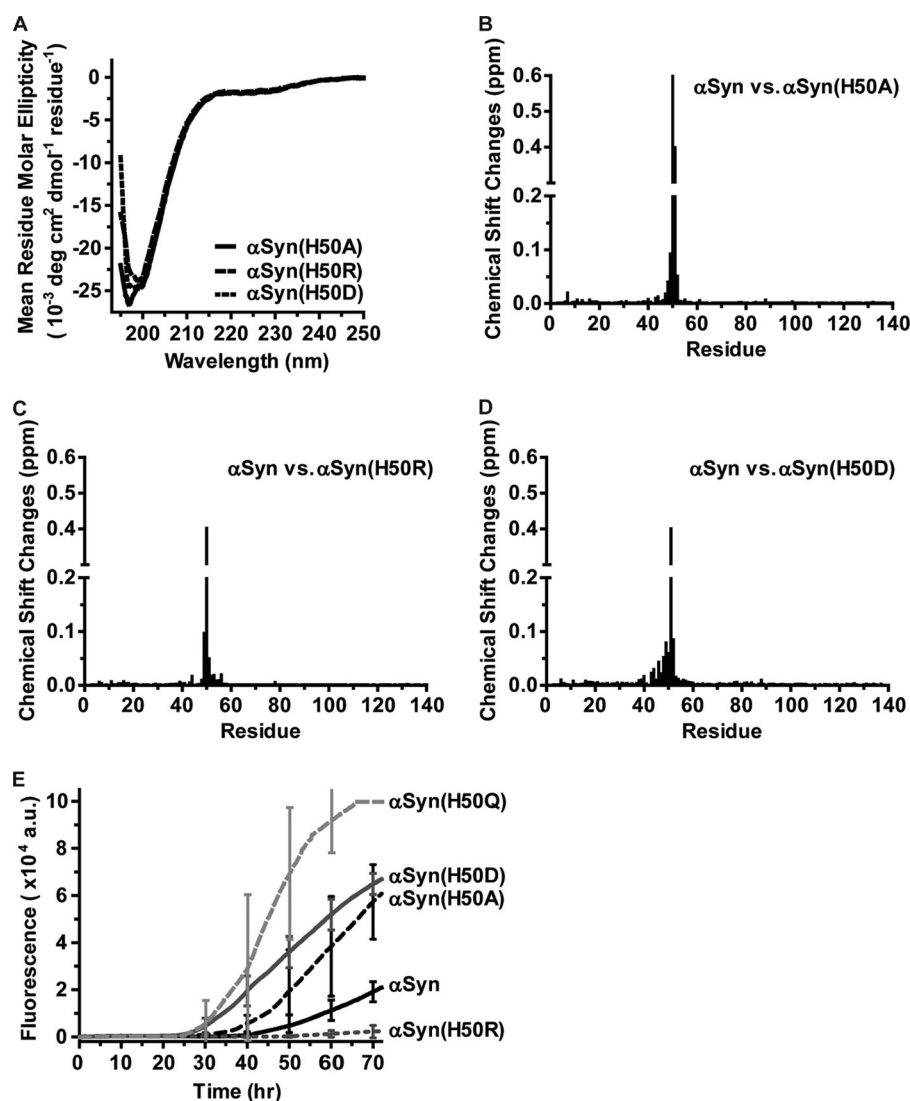 A
Mean Residue Molar Ellipticity
( 10⁻³ deg cm² dmol⁻¹ residue⁻¹)
0
-5
-10
-15
-20
-25
200
210
220
230
240
250
Wavelength (nm)
αSyn(H50A)
αSyn(H50R)
αSyn(H50D)
B
Chemical Shift Changes (ppm)
0.6
0.5
0.4
0.2
0.1
0.0
0
20
40
60
80
100
120
140
Residue
αSyn vs. αSyn(H50A)
C
Chemical Shift Changes (ppm)
0.6
0.5
0.4
0.2
0.1
0.0
0
20
40
60
80
100
120
140
Residue
αSyn vs. αSyn(H50R)
D
Chemical Shift Changes (ppm)
0.6
0.5
0.4
0.2
0.1
0.0
0
20
40
60
80
100
120
140
Residue
αSyn vs. αSyn(H50D)
E
Fluorescence ( x10⁴ a.u.)
10
8
6
4
2
0
0
10
20
30
40
50
60
70
Time (hr)
αSyn(H50Q)
αSyn(H50D)
αSyn(H50A)
αSyn
αSyn(H50R)